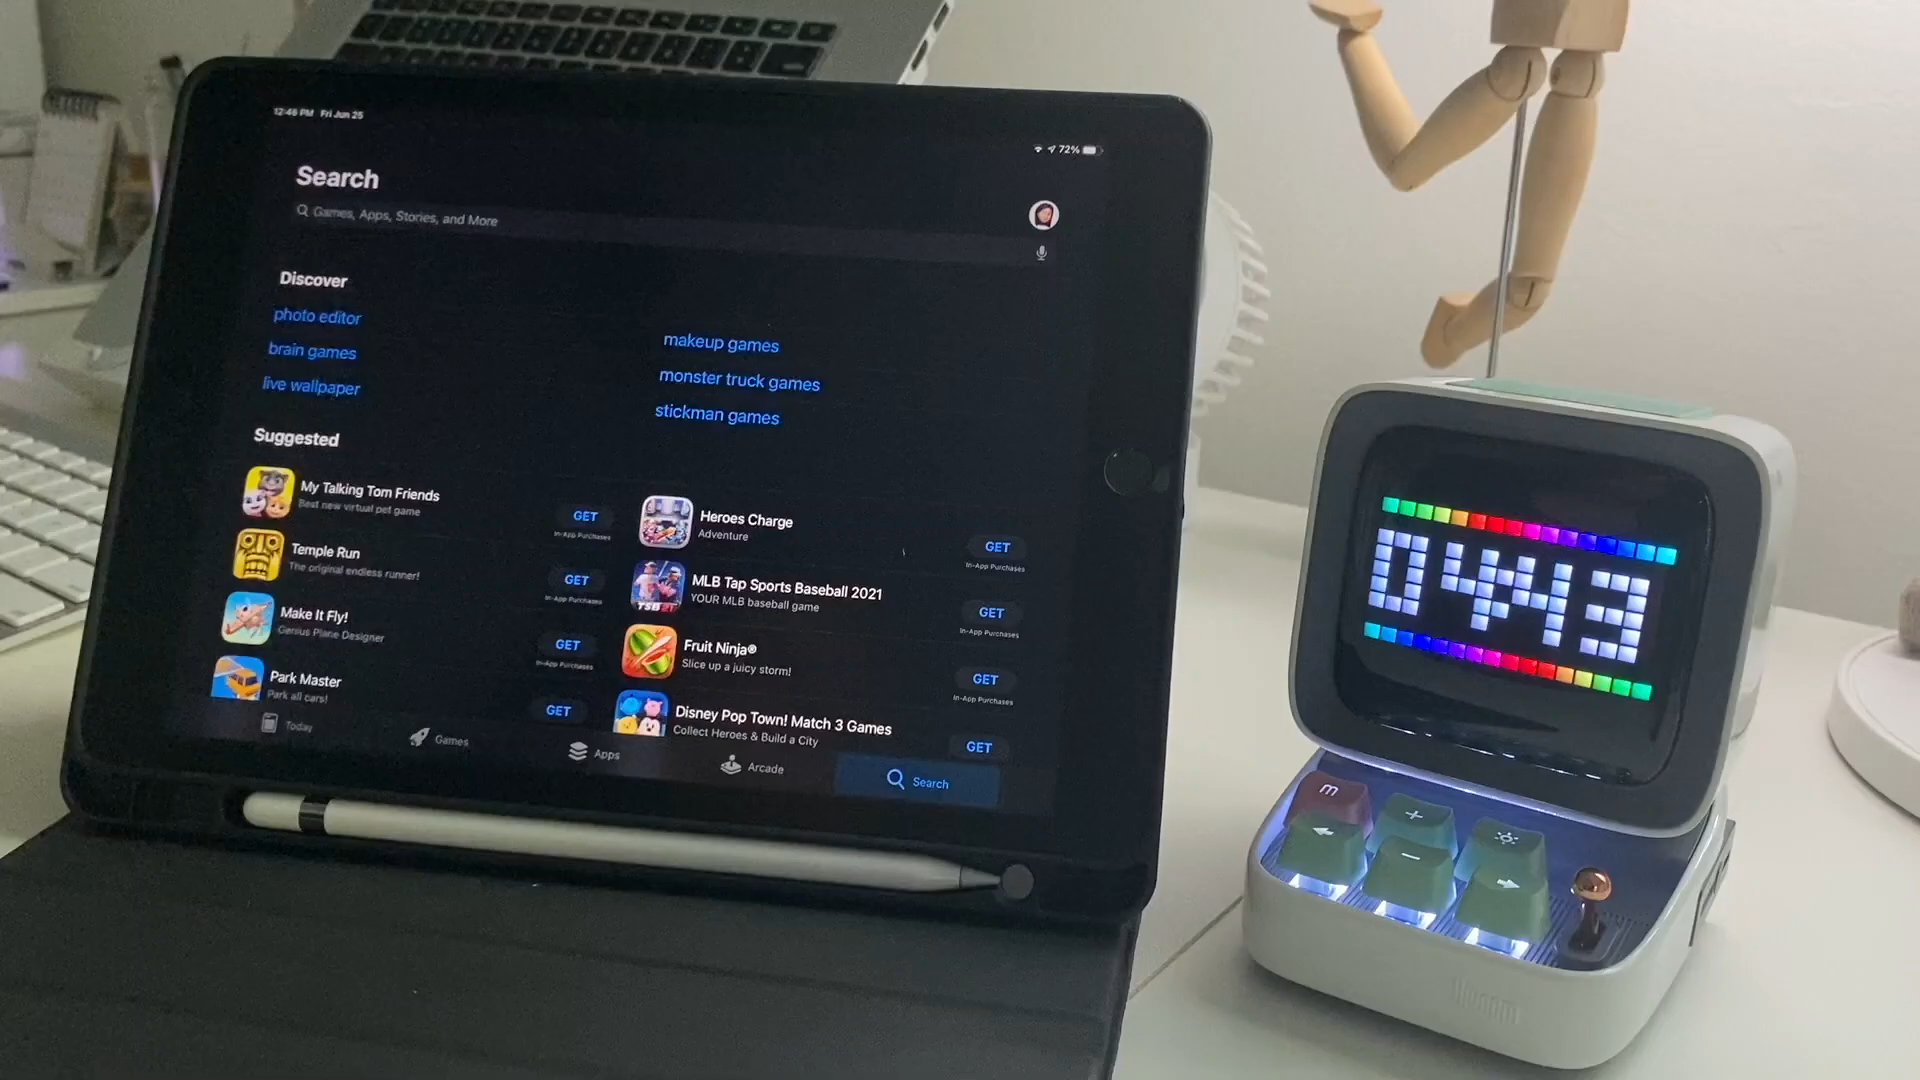 12:46 PM Fri Jun 25
72%
Search
Games, Apps, Stories, and More
Discover
photo editor
brain games
live wallpaper
makeup games
monster truck games
stickman games
Suggested
My Talking Tom Friends
Best new virtual pet game
GET
In-App Purchases
Temple Run
The original endless runner!
GET
In-App Purchases
Make It Fly!
Genius Plane Designer
GET
In-App Purchases
Park Master
Park all cars!
GET
Heroes Charge
Adventure
GET
In-App Purchases
TSB 21
MLB Tap Sports Baseball 2021
YOUR MLB baseball game
GET
In-App Purchases
Fruit Ninja®
Slice up a juicy storm!
GET
In-App Purchases
Disney Pop Town! Match 3 Games
Collect Heroes & Build a City
GET
Today
Games
Apps
Arcade
Search
04:43
m
+
−
Divoom